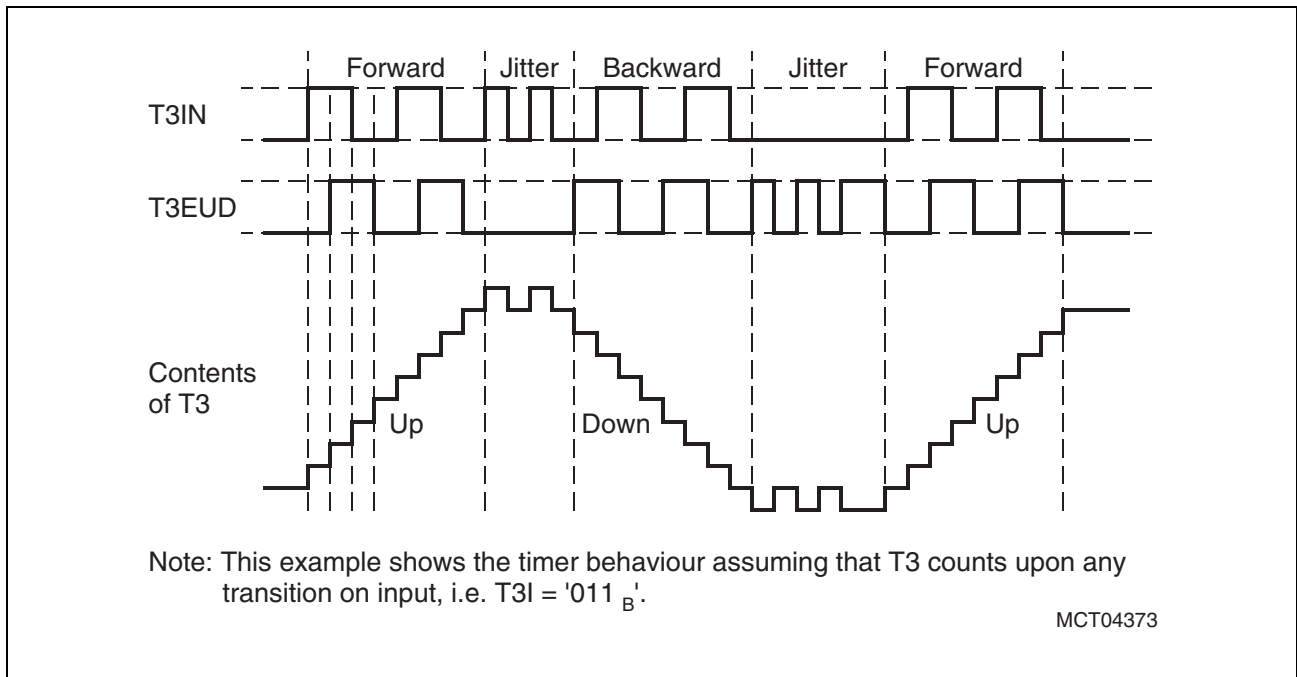 Forward Jitter Backward Jitter Forward
T3IN
T3EUD
Contents
of T3
Up Down Up
Note: This example shows the timer behaviour assuming that T3 counts upon any
transition on input, i.e. T3I = '011 B'.
MCT04373